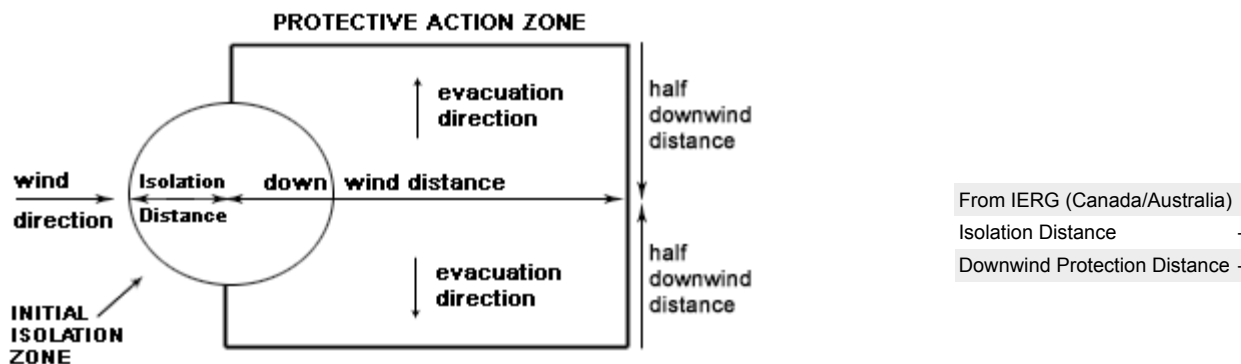 PROTECTIVE ACTION ZONE
evacuation
direction
half
downwind
distance
wind
direction
Isolation
Distance
down wind distance
evacuation
direction
half
downwind
distance
INITIAL
ISOLATION
ZONE
From IERG (Canada/Australia)
Isolation Distance -
Downwind Protection Distance -